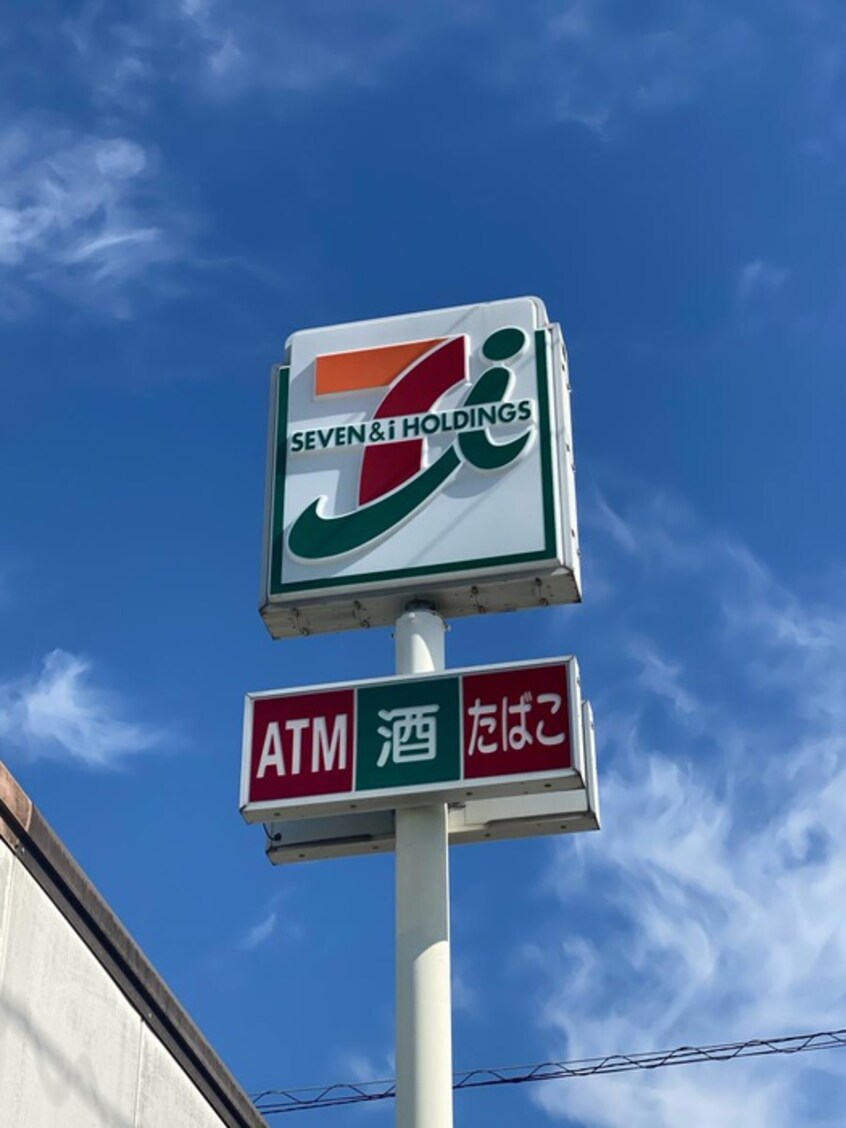 SEVEN&i HOLDINGS
ATM 酒 たばこ